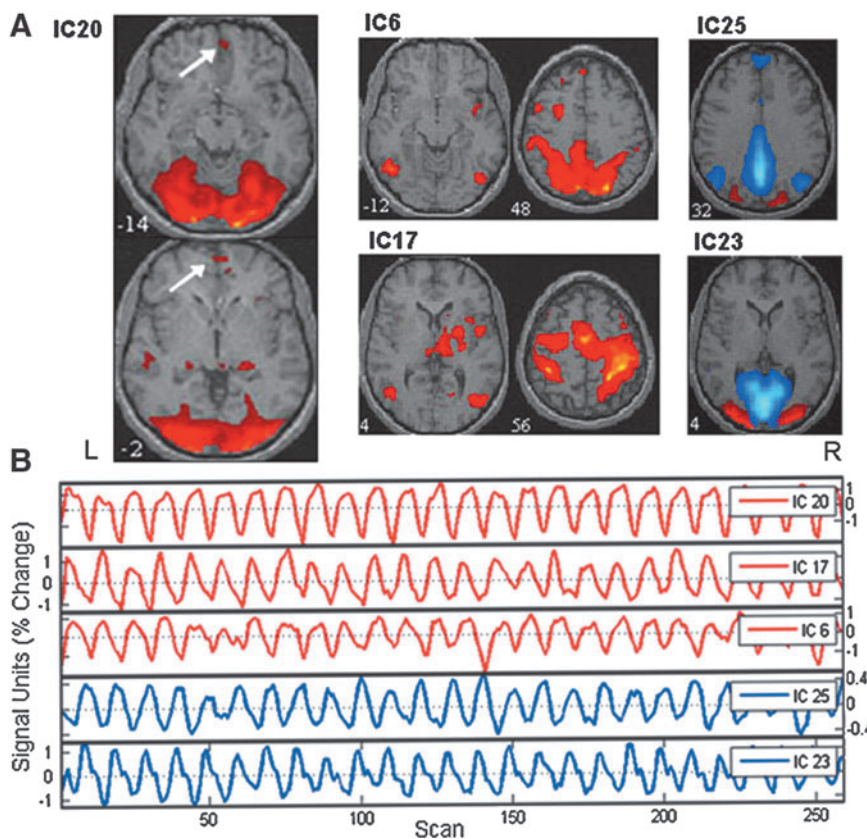 A
IC20
IC6
IC25
-14
-12
48
32
IC17
IC23
-2
4
56
4
L
R
B
Signal Units (% Change)
IC 20
1
0
-1
1
0
-1
IC 17
IC 6
1
0
-1
IC 25
0.4
0
-0.4
1
0
-1
IC 23
50
100
150
200
250
Scan